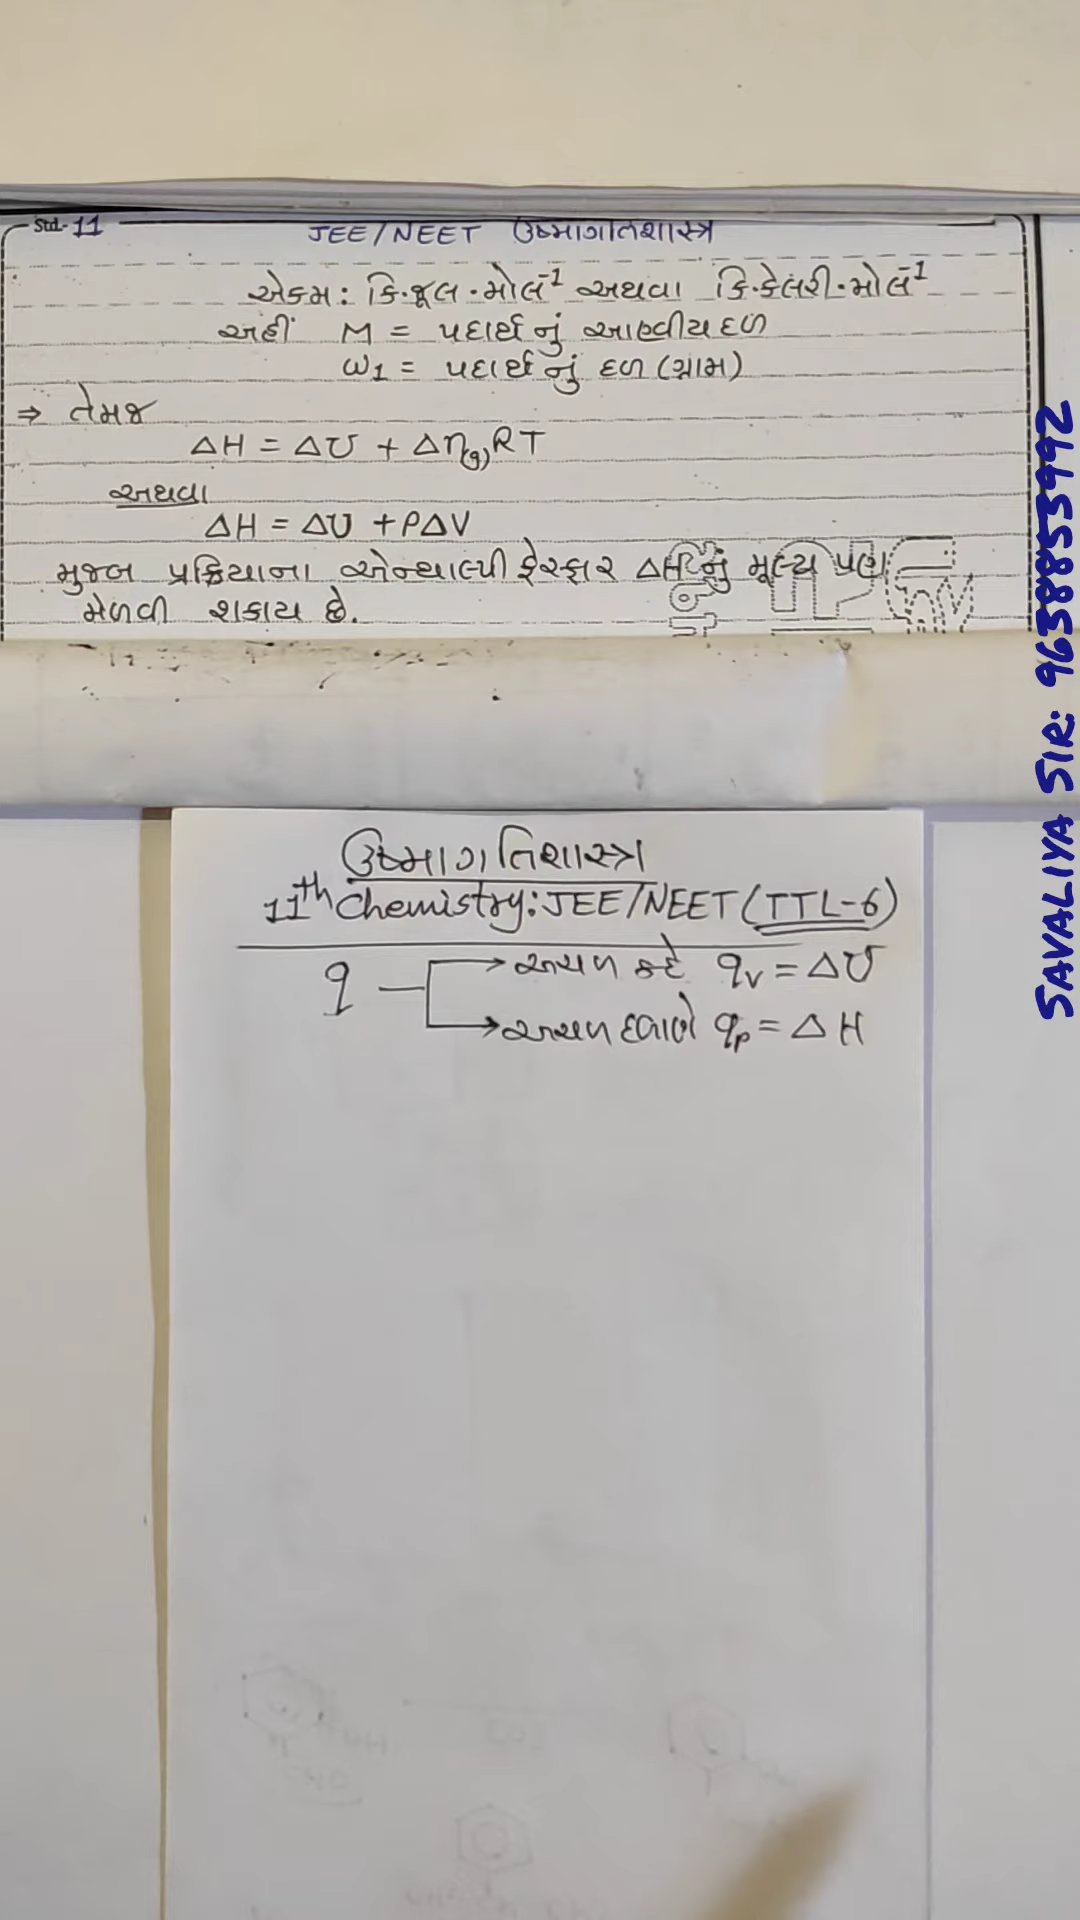 Std- 11
JEE/NEET ઉષ્માગતિશાસ્ત્ર
એકમ: કિ.જૂલ.મોલ⁻¹ અથવા કિ.કેલરી.મોલ⁻¹
અહીં M = પદાર્થનું આણ્વીયદળ
W₁ = પદાર્થનું દળ (ગ્રામ)
⇒ તેમજ
ΔH = ΔU + Δn(g)RT
અથવા
ΔH = ΔU + PΔV
મુજબ પ્રક્રિયાના એન્થાલ્પી ફેરફાર ΔH નું મૂલ્ય પણ
મેળવી શકાય છે.
ઉષ્માગતિશાસ્ત્ર
11th Chemistry: JEE/NEET (TTL-6)
q → અચળ કદે qᵥ = ΔU
→ અચળ દબાણે qₚ = ΔH
SAVALIYA SIR: 9638853992